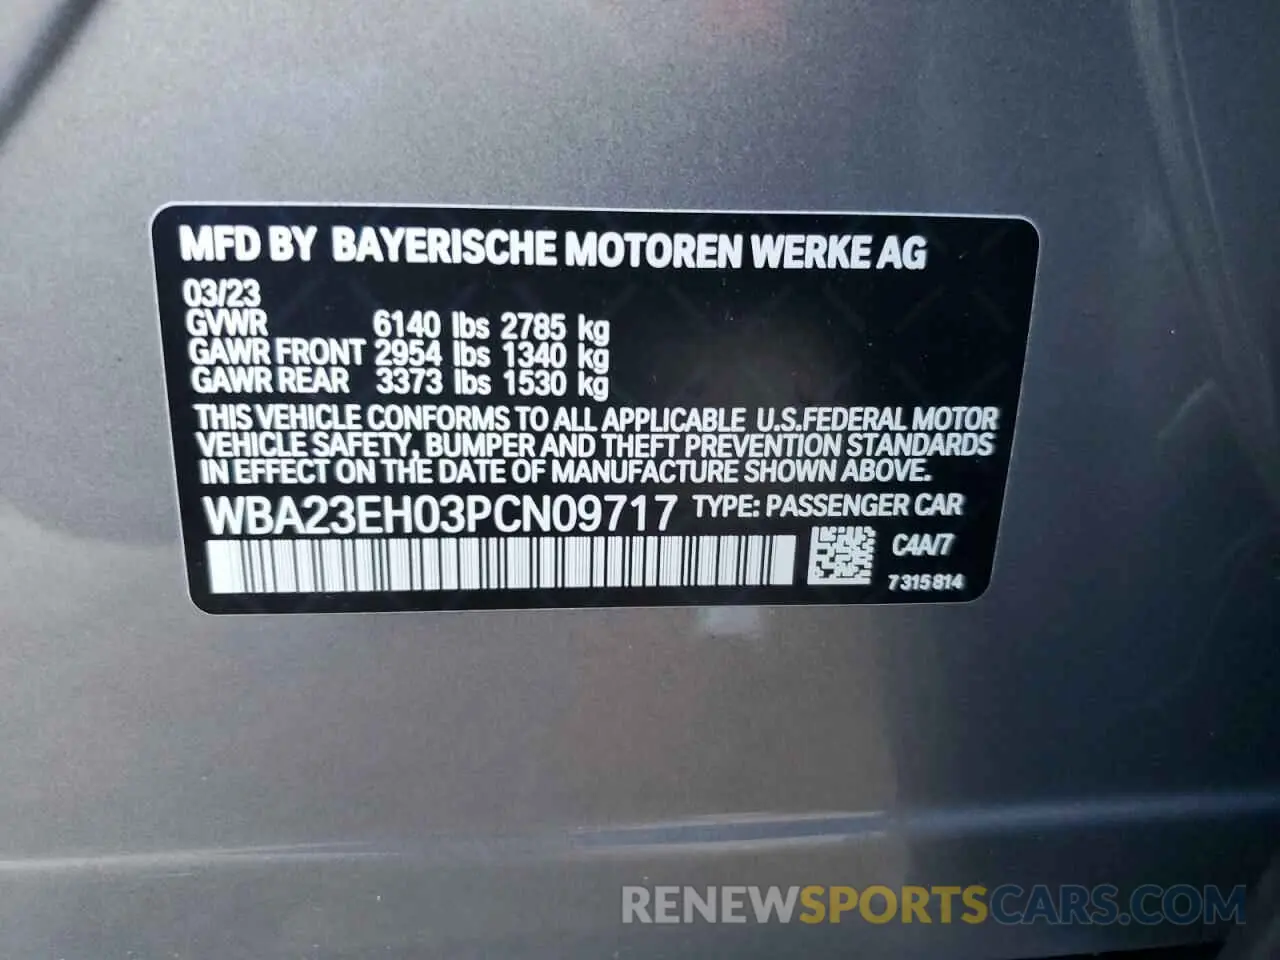 MFD BY BAYERISCHE MOTOREN WERKE AG
03/23
GVWR 6140 lbs 2785 kg
GAWR FRONT 2954 lbs 1340 kg
GAWR REAR 3373 lbs 1530 kg
THIS VEHICLE CONFORMS TO ALL APPLICABLE U.S.FEDERAL MOTOR
VEHICLE SAFETY, BUMPER AND THEFT PREVENTION STANDARDS
IN EFFECT ON THE DATE OF MANUFACTURE SHOWN ABOVE.
WBA23EH03PCN09717 TYPE: PASSENGER CAR
C4A/7
7 315 814
RENEWSPORTSCARS.COM